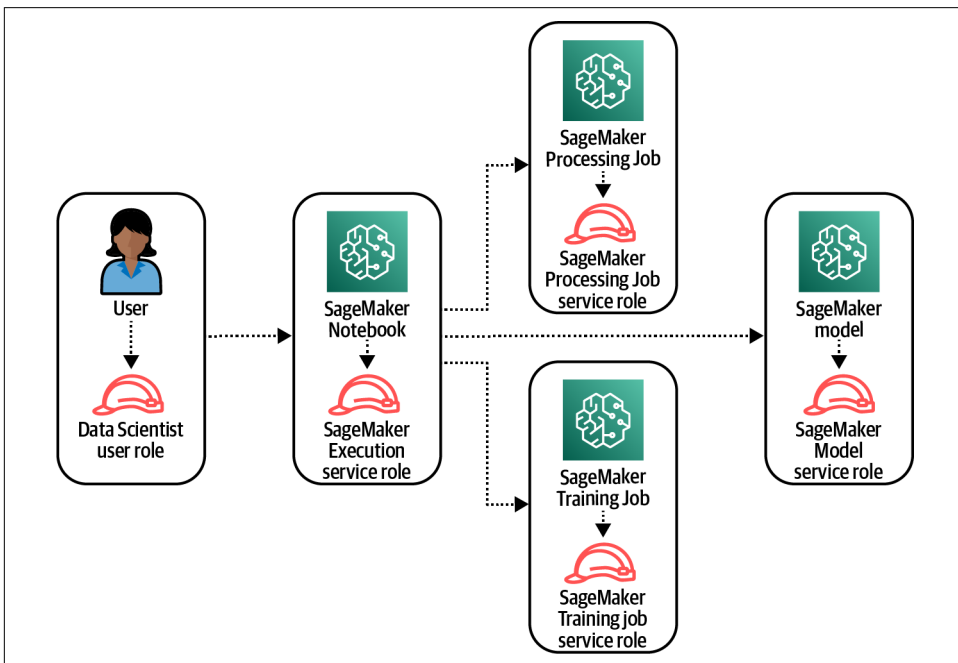 User
Data Scientist
user role
SageMaker
Notebook
SageMaker
Execution
service role
SageMaker
Processing Job
SageMaker
Processing Job
service role
SageMaker
Training Job
SageMaker
Training job
service role
SageMaker
model
SageMaker
Model
service role